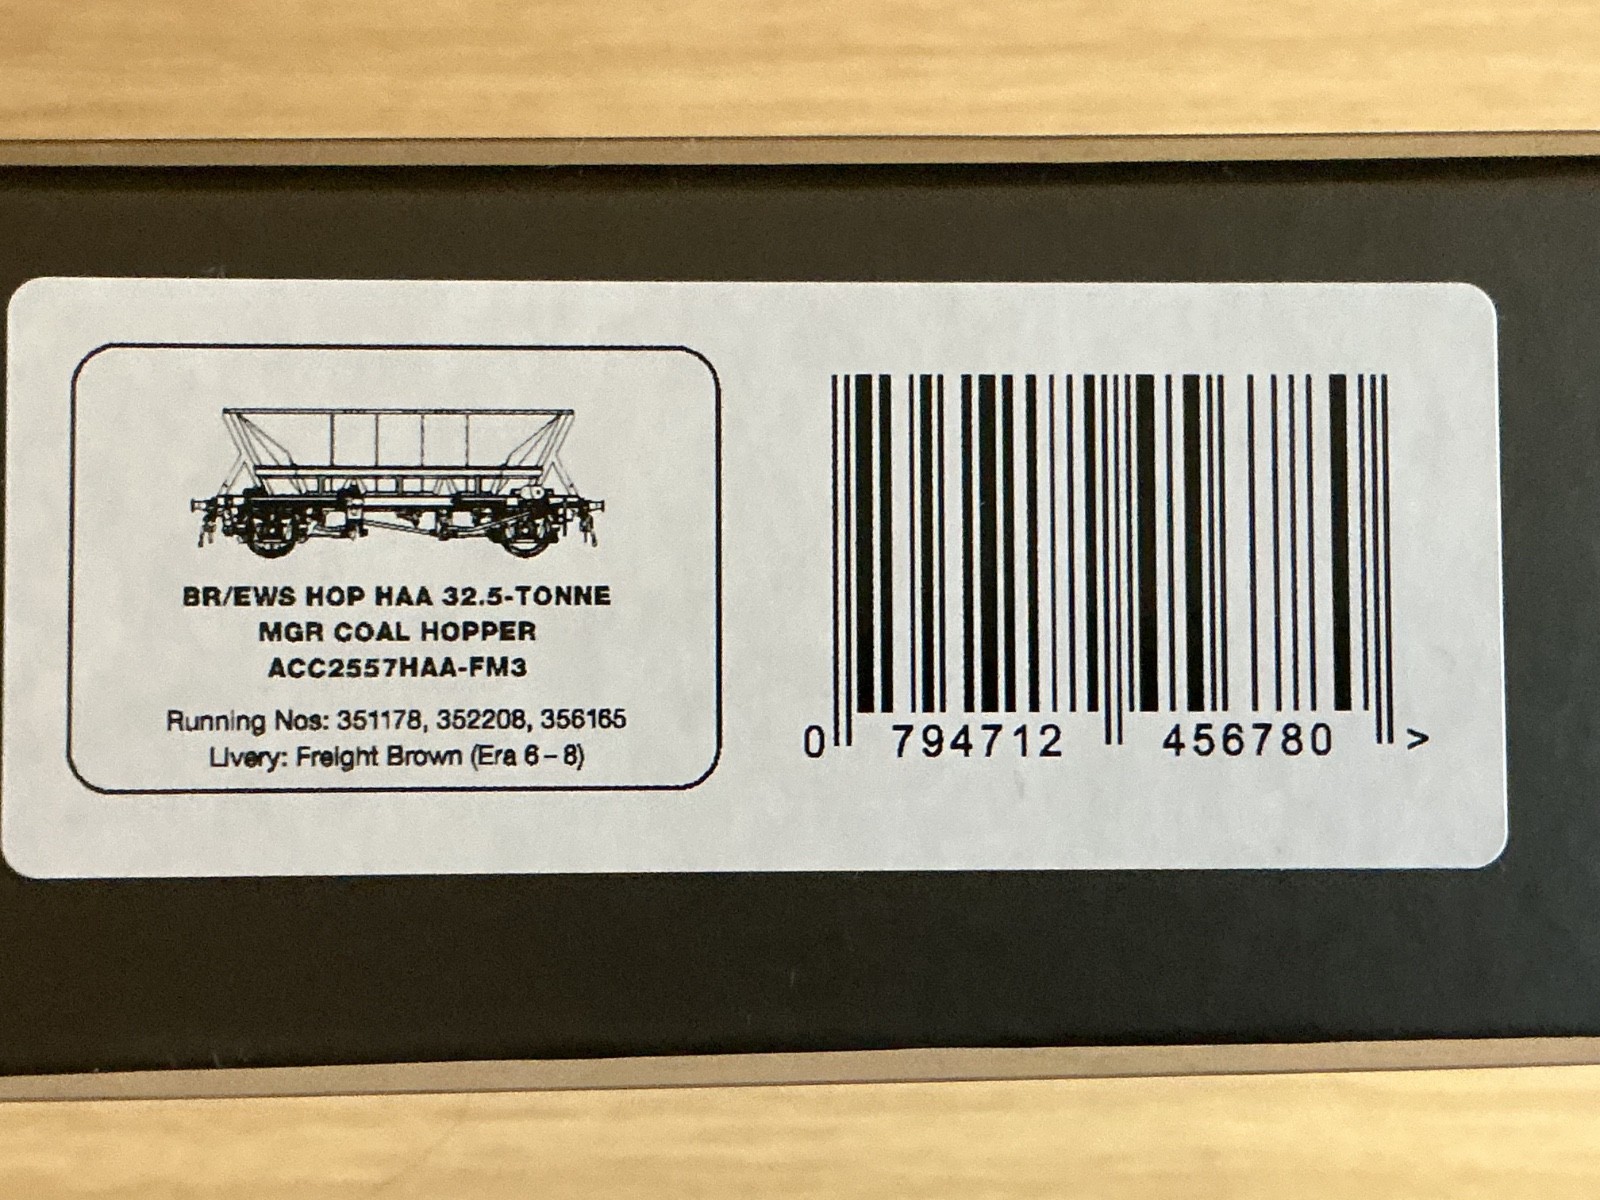 BR/EWS HOP HAA 32.5-TONNE
MGR COAL HOPPER
ACC2557HAA-FM3
Running Nos: 351178, 352208, 356165
Livery: Freight Brown (Era 6 – 8)
0 794712 456780 >